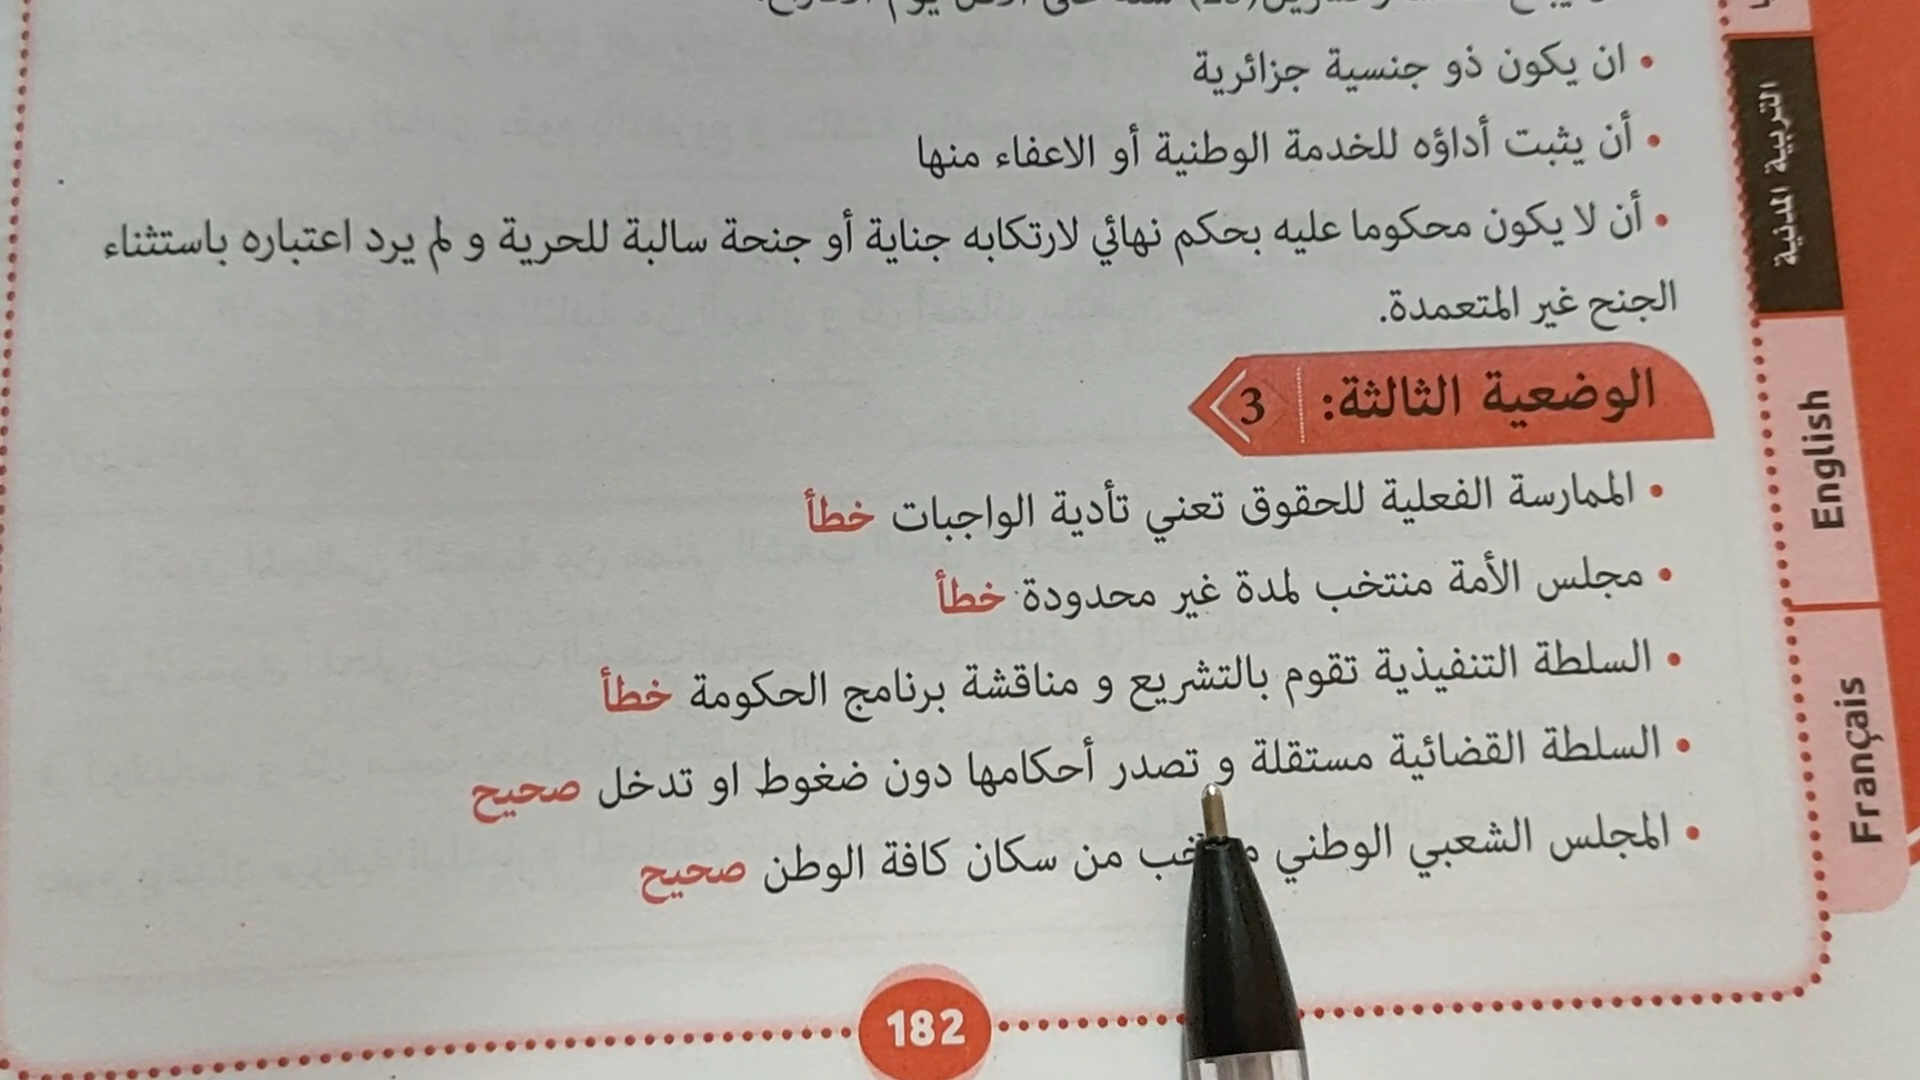 يوم
• ان يكون ذو جنسية جزائرية
• أن يثبت أداؤه للخدمة الوطنية أو الاعفاء منها
• أن لا يكون محكوما عليه بحكم نهائي لارتكابه جناية أو جنحة سالبة للحرية و لم يرد اعتباره باستثناء
الجنح غير المتعمدة.
الوضعية الثالثة: 3
• الممارسة الفعلية للحقوق تعني تأدية الواجبات خطأ
• مجلس الأمة منتخب لمدة غير محدودة خطأ
• السلطة التنفيذية تقوم بالتشريع و مناقشة برنامج الحكومة خطأ
• السلطة القضائية مستقلة و تصدر أحكامها دون ضغوط او تدخل صحيح
• المجلس الشعبي الوطني من سكان كافة الوطن صحيح
182
التربية المدنية
English
Français